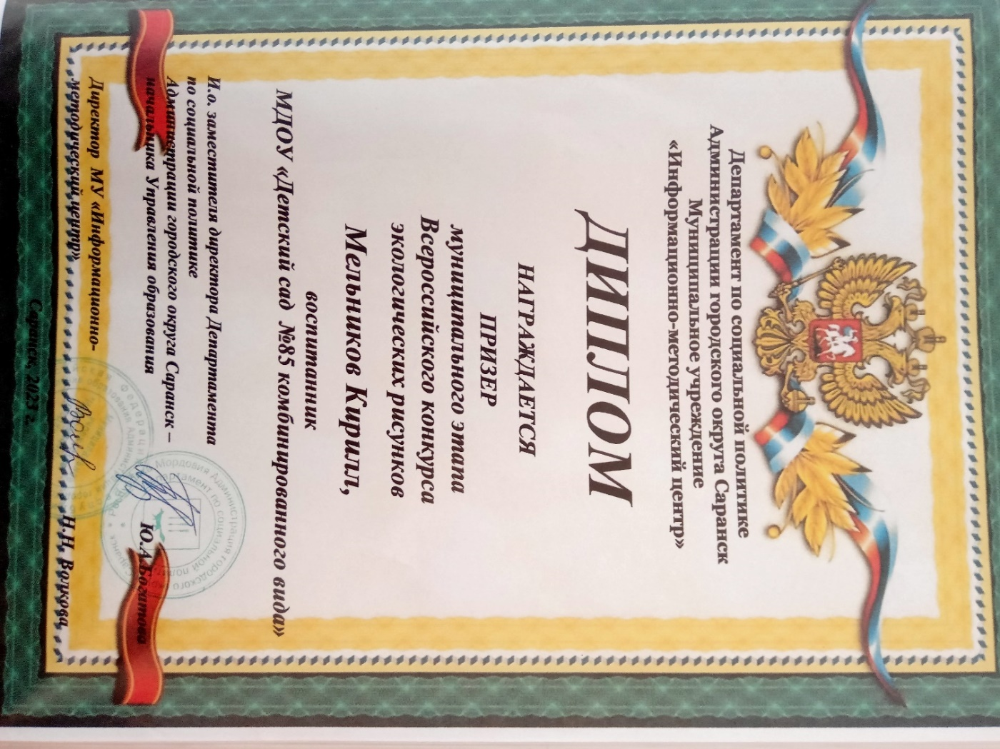 Департамент по социальной политике
Администрации городского округа Саранск
Муниципальное учреждение
«Информационно-методический центр»
ДИПЛОМ
НАГРАЖДАЕТСЯ
ПРИЗЕР
муниципального этапа
Всероссийского конкурса
экологических рисунков
Мельников Кирилл,
воспитанник
МДОУ «Детский сад №85 комбинированного вида»
И.о. заместителя директора Департамента
по социальной политике
Администрации городского округа Саранск –
начальника Управления образования Ю.А.Богатова
Директор МУ «Информационно-
методический центр» Н.Н. Волкова
Саранск, 2023 г.